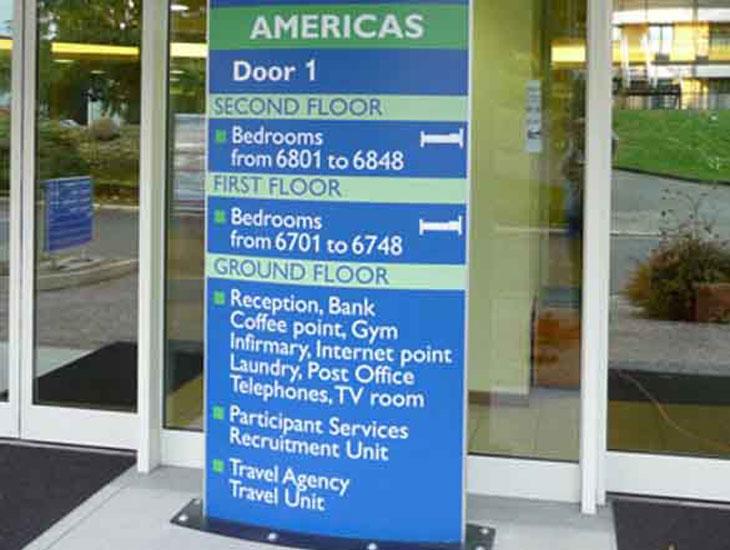 AMERICAS
Door 1
SECOND FLOOR
Bedrooms
from 6801 to 6848
FIRST FLOOR
Bedrooms
from 6701 to 6748
GROUND FLOOR
Reception, Bank
Coffee point, Gym
Infirmary, Internet point
Laundry, Post Office
Telephones, TV room
Participant Services
Recruitment Unit
Travel Agency
Travel Unit